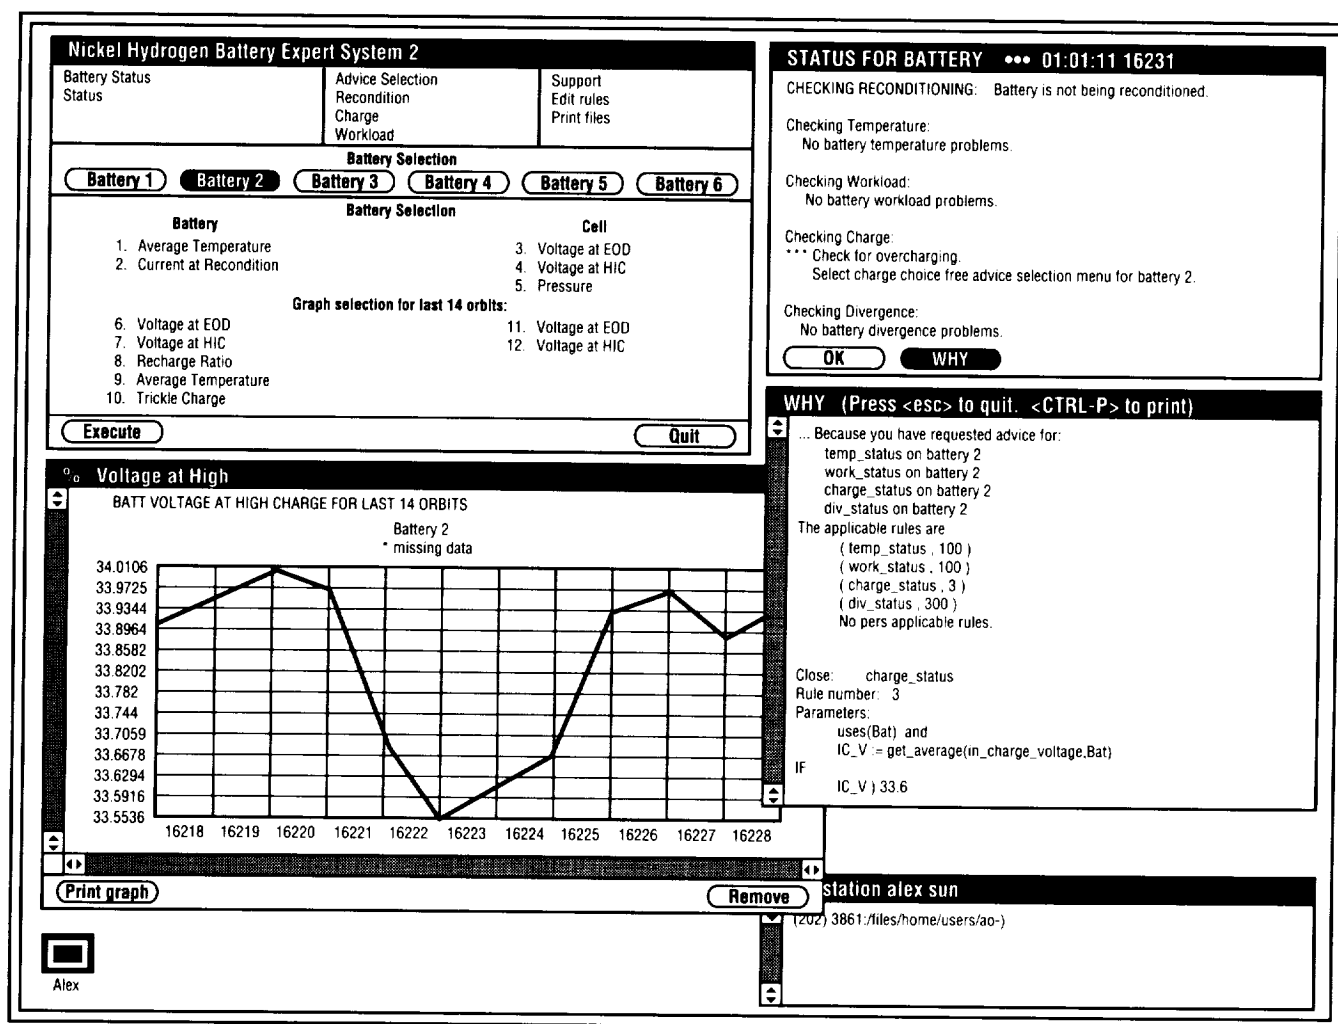 Nickel Hydrogen Battery Expert System 2
Battery Status
Status
Advice Selection
Recondition
Charge
Workload
Support
Edit rules
Print files
Battery Selection
Battery 1 Battery 2 Battery 3 Battery 4 Battery 5 Battery 6
Battery Selection
Battery
1. Average Temperature
2. Current at Recondition
Cell
3. Voltage at EOD
4. Voltage at HIC
5. Pressure
Graph selection for last 14 orbits:
6. Voltage at EOD
7. Voltage at HIC
8. Recharge Ratio
9. Average Temperature
10. Trickle Charge
11. Voltage at EOD
12. Voltage at HIC
Execute Quit
% Voltage at High
BATT VOLTAGE AT HIGH CHARGE FOR LAST 14 ORBITS
Battery 2
* missing data
34.0106
33.9725
33.9344
33.8964
33.8582
33.8202
33.782
33.744
33.7059
33.6678
33.6294
33.5916
33.5536
16218 16219 16220 16221 16222 16223 16224 16225 16226 16227 16228
Print graph Remove
Alex
STATUS FOR BATTERY ••• 01:01:11 16231
CHECKING RECONDITIONING: Battery is not being reconditioned.
Checking Temperature:
No battery temperature problems.
Checking Workload:
No battery workload problems.
Checking Charge:
*** Check for overcharging.
Select charge choice free advice selection menu for battery 2.
Checking Divergence:
No battery divergence problems.
OK WHY
WHY (Press <esc> to quit. <CTRL-P> to print)
... Because you have requested advice for:
temp_status on battery 2
work_status on battery 2
charge_status on battery 2
div_status on battery 2
The applicable rules are
( temp_status , 100 )
( work_status , 100 )
( charge_status , 3 )
( div_status , 300 )
No pers applicable rules.
Close: charge_status
Rule number: 3
Parameters:
uses(Bat) and
IC_V := get_average(in_charge_voltage,Bat)
IF
IC_V ) 33.6
station alex sun
(202) 3861:/files/home/users/ao-)